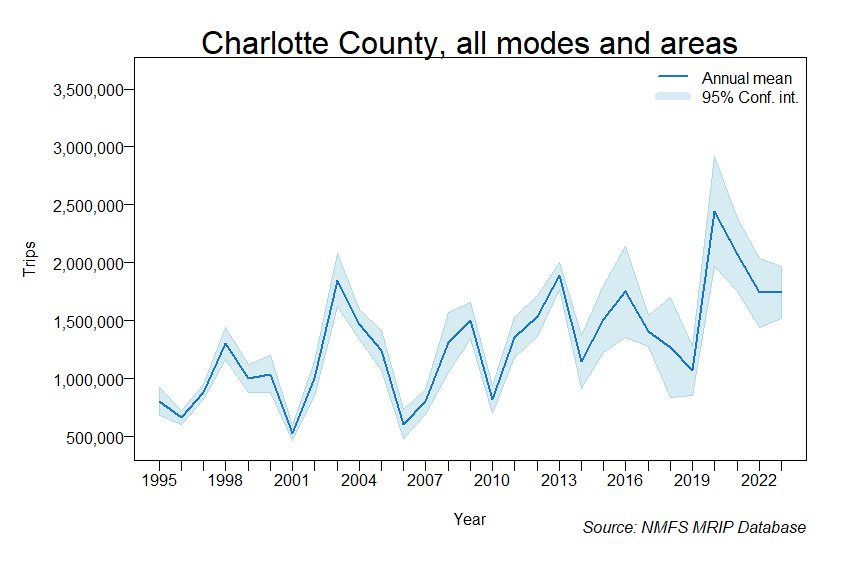 Charlotte County, all modes and areas
Annual mean
95% Conf. int.
3,500,000
3,000,000
2,500,000
2,000,000
1,500,000
1,000,000
500,000
Trips
1995 1998 2001 2004 2007 2010 2013 2016 2019 2022
Year
Source: NMFS MRIP Database